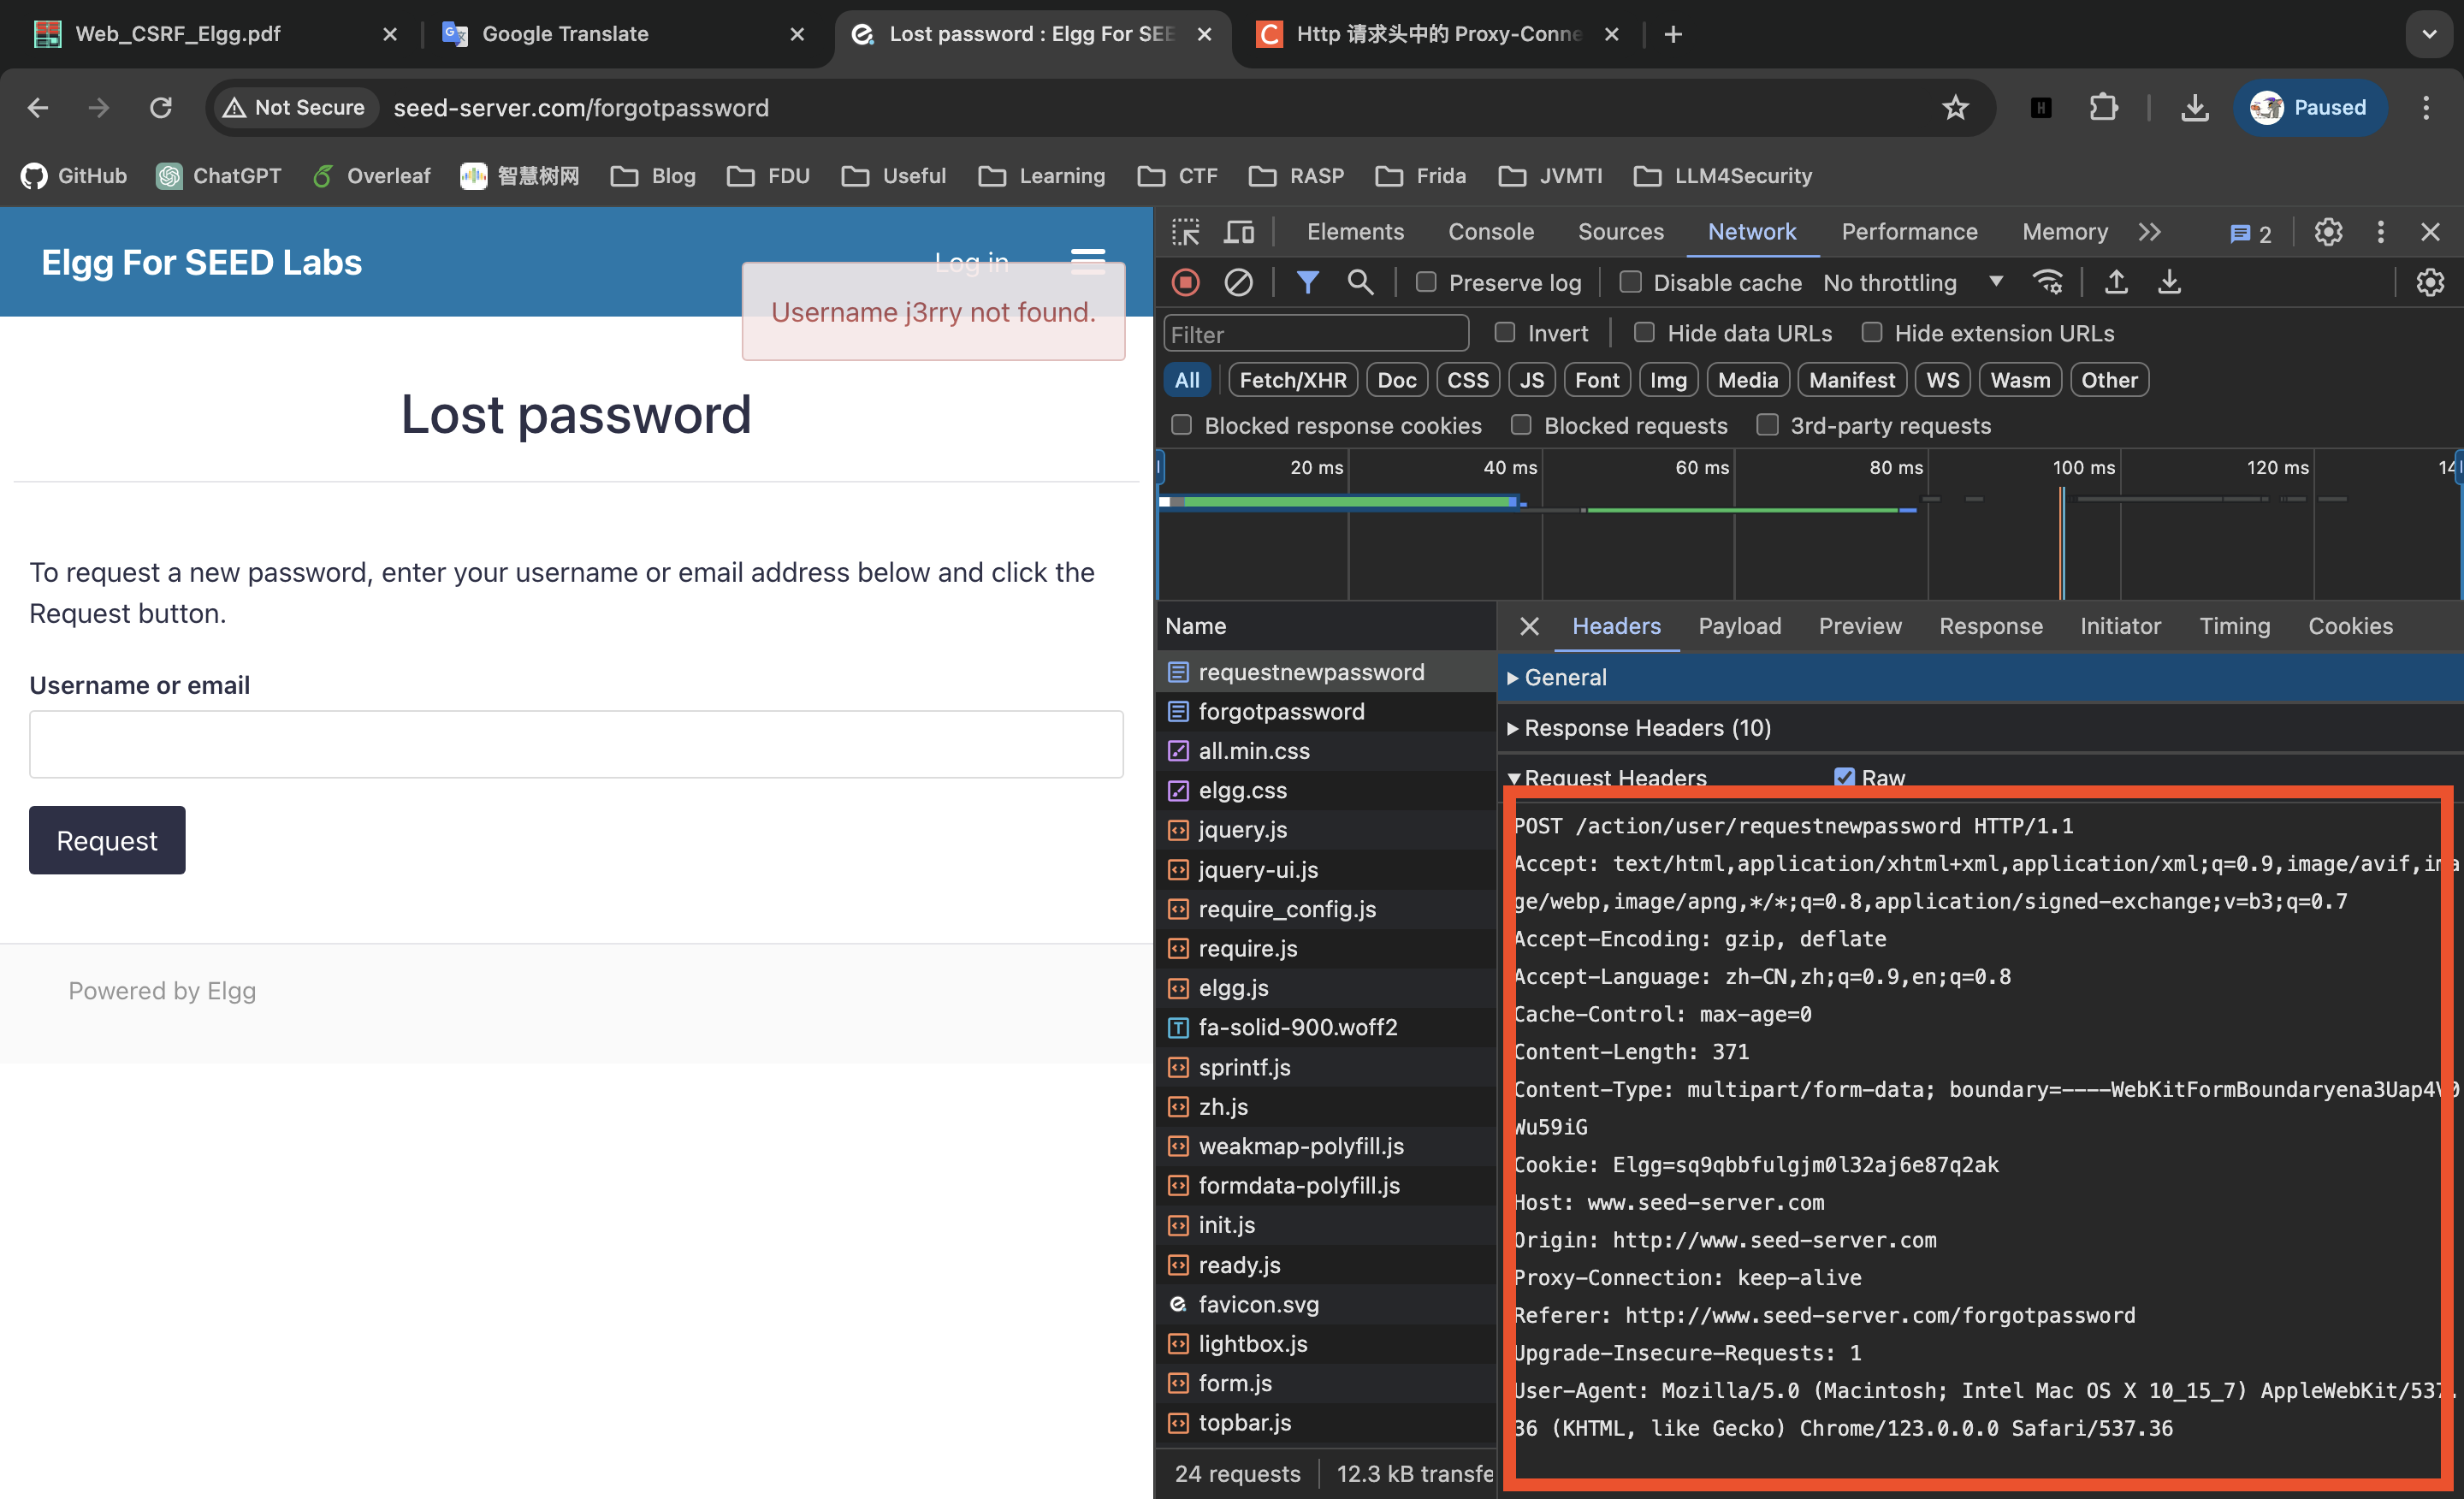 Web_CSRF_Elgg.pdf
Google Translate
Lost password : Elgg For SEE
Http 请求头中的 Proxy-Conne
Not Secure
seed-server.com/forgotpassword
Paused
GitHub
ChatGPT
Overleaf
智慧树网
Blog
FDU
Useful
Learning
CTF
RASP
Frida
JVMTI
LLM4Security
Elgg For SEED Labs
Log in
Username j3rry not found.
Lost password
To request a new password, enter your username or email address below and click the
Request button.
Username or email
Request
Powered by Elgg
Elements
Console
Sources
Network
Performance
Memory
2
Preserve log
Disable cache
No throttling
Filter
Invert
Hide data URLs
Hide extension URLs
All
Fetch/XHR
Doc
CSS
JS
Font
Img
Media
Manifest
WS
Wasm
Other
Blocked response cookies
Blocked requests
3rd-party requests
20 ms
40 ms
60 ms
80 ms
100 ms
120 ms
Name
requestnewpassword
forgotpassword
all.min.css
elgg.css
jquery.js
jquery-ui.js
require_config.js
require.js
elgg.js
fa-solid-900.woff2
sprintf.js
zh.js
weakmap-polyfill.js
formdata-polyfill.js
init.js
ready.js
favicon.svg
lightbox.js
form.js
topbar.js
24 requests
12.3 kB transfe
Headers
Payload
Preview
Response
Initiator
Timing
Cookies
General
Response Headers (10)
Request Headers
Raw
POST /action/user/requestnewpassword HTTP/1.1
Accept: text/html,application/xhtml+xml,application/xml;q=0.9,image/avif,ima
ge/webp,image/apng,*/*;q=0.8,application/signed-exchange;v=b3;q=0.7
Accept-Encoding: gzip, deflate
Accept-Language: zh-CN,zh;q=0.9,en;q=0.8
Cache-Control: max-age=0
Content-Length: 371
Content-Type: multipart/form-data; boundary=----WebKitFormBoundaryena3Uap4V0
Wu59iG
Cookie: Elgg=sq9qbbfulgjm0l32aj6e87q2ak
Host: www.seed-server.com
Origin: http://www.seed-server.com
Proxy-Connection: keep-alive
Referer: http://www.seed-server.com/forgotpassword
Upgrade-Insecure-Requests: 1
User-Agent: Mozilla/5.0 (Macintosh; Intel Mac OS X 10_15_7) AppleWebKit/537.
36 (KHTML, like Gecko) Chrome/123.0.0.0 Safari/537.36